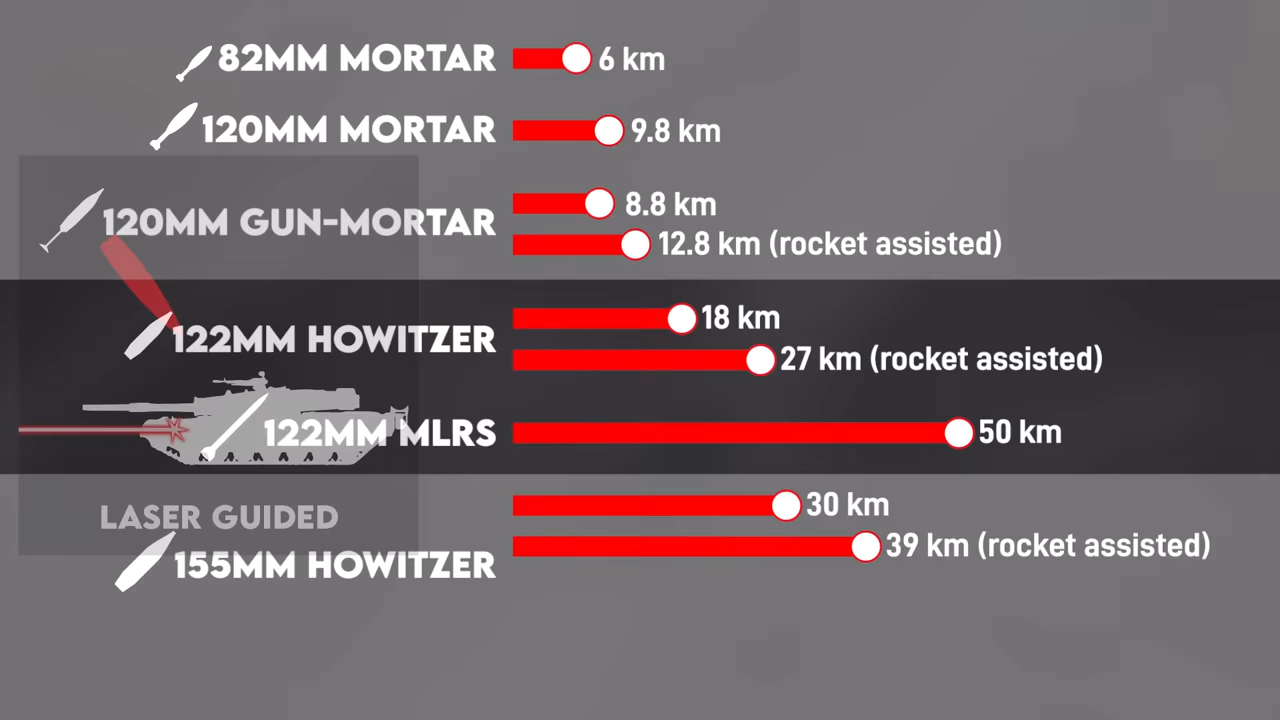 82MM MORTAR 6 km
120MM MORTAR 9.8 km
120MM GUN-MORTAR 8.8 km
12.8 km (rocket assisted)
122MM HOWITZER 18 km
27 km (rocket assisted)
122MM MLRS 50 km
30 km
LASER GUIDED
39 km (rocket assisted)
155MM HOWITZER